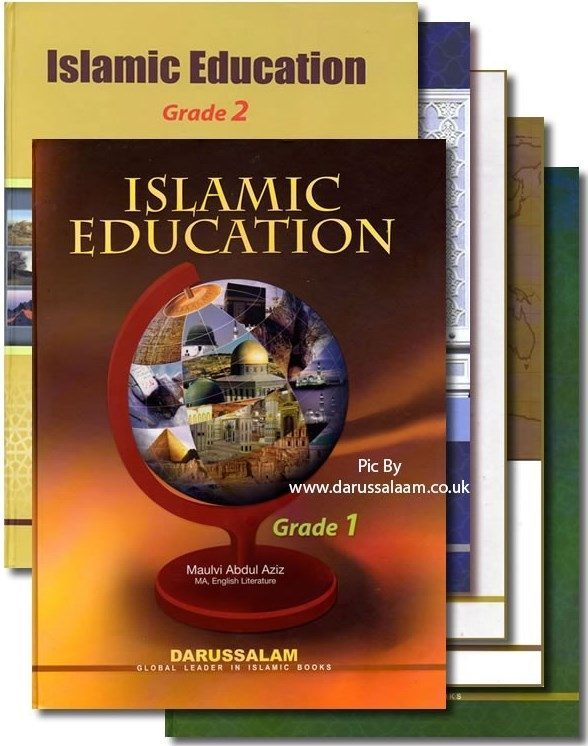 Islamic Education
Grade 2
ISLAMIC
EDUCATION
Pic By
www.darussalaam.co.uk
Grade 1
Maulvi Abdul Aziz
MA, English Literature
DARUSSALAM
GLOBAL LEADER IN ISLAMIC BOOKS
KS